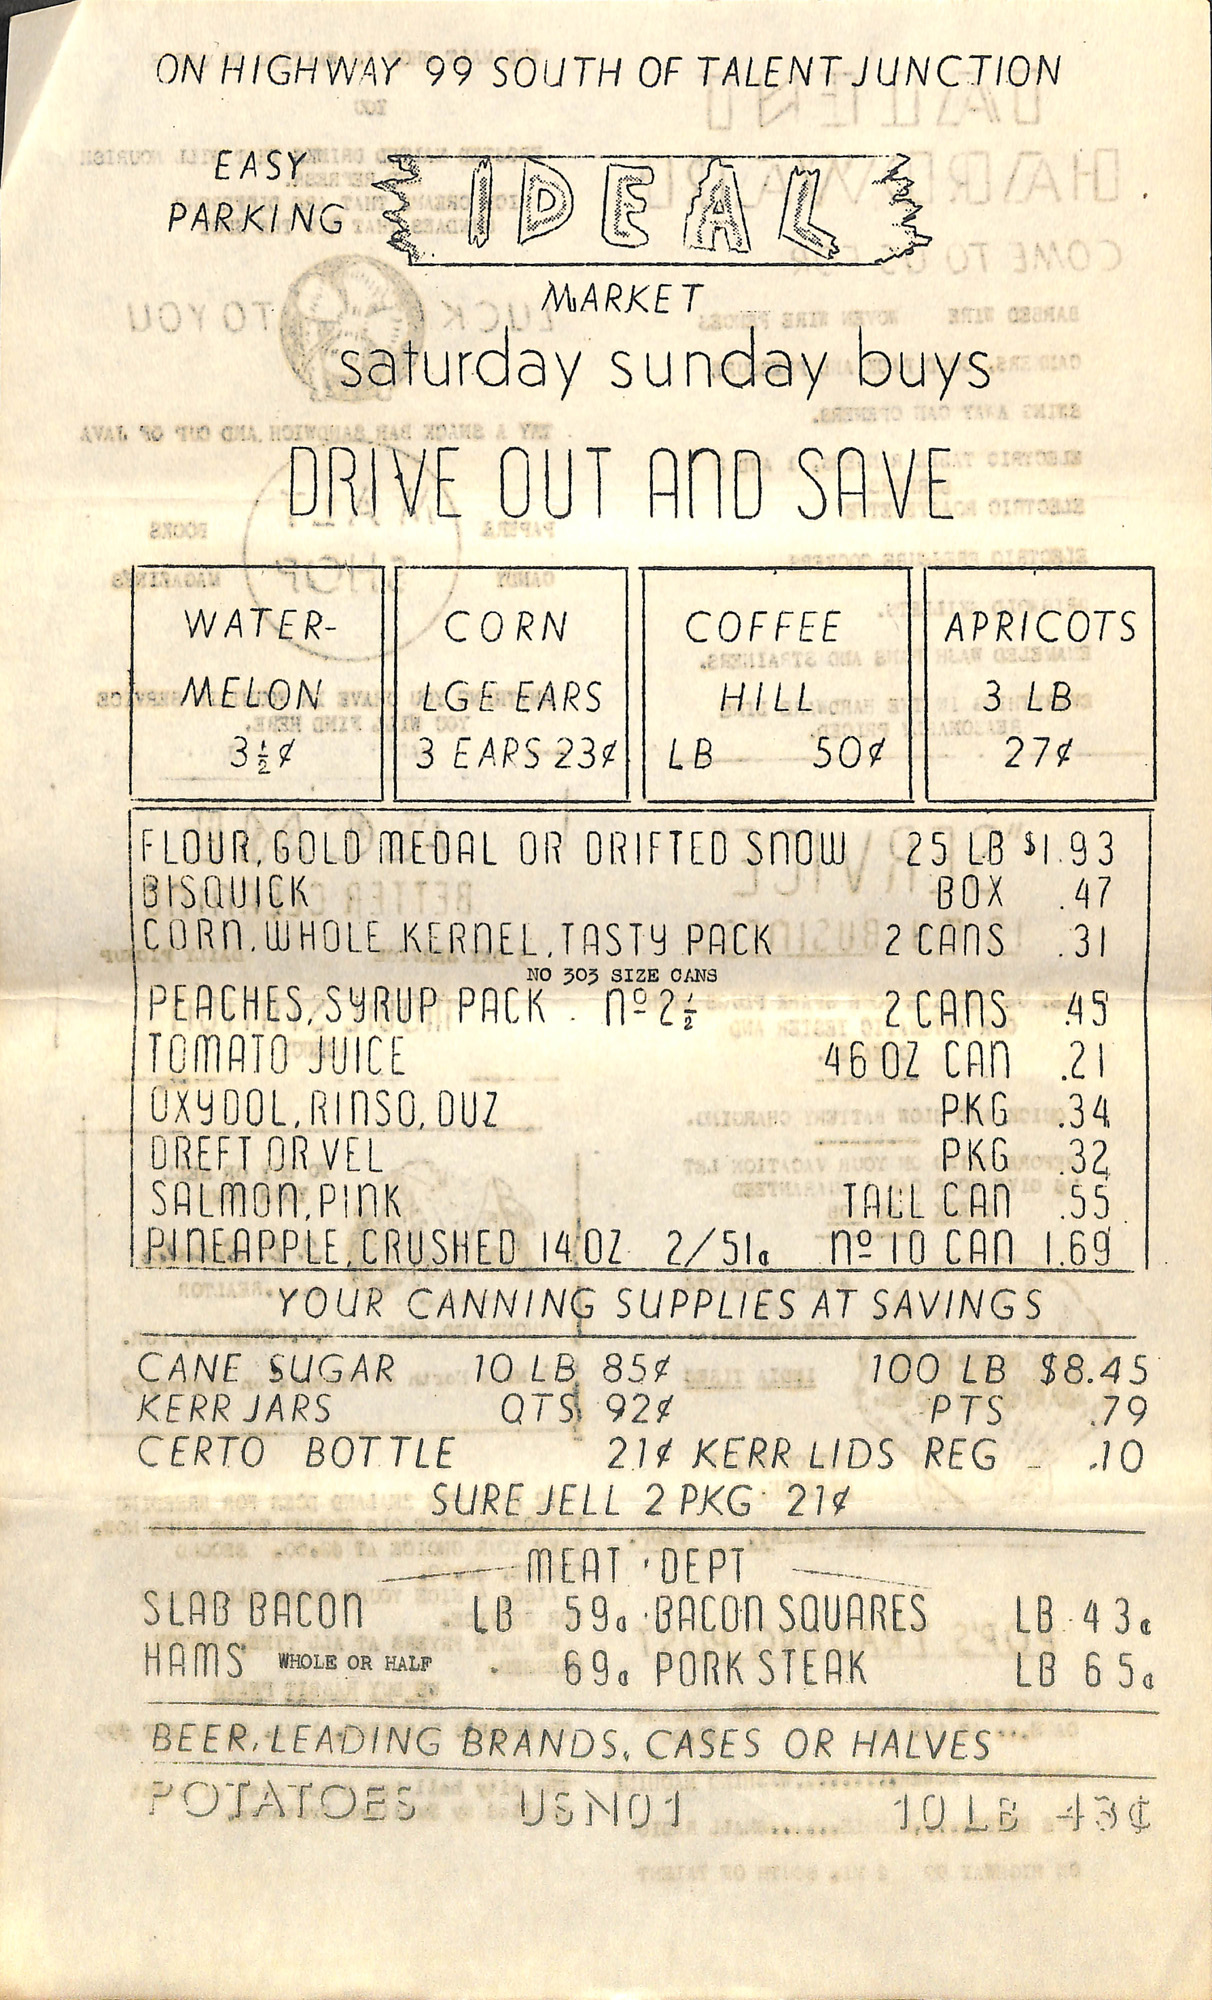 ON HIGHWAY 99 SOUTH OF TALENT JUNCTION
EASY
PARKING
IDEAL
MARKET
saturday sunday buys
DRIVE OUT AND SAVE
WATER-
MELON
3½¢
CORN
LGE EARS
3 EARS 23¢
COFFEE
HILL
LB 50¢
APRICOTS
3 LB
27¢
FLOUR, GOLD MEDAL OR DRIFTED SNOW 25 LB $1.93
BISQUICK BOX .47
CORN, WHOLE KERNEL, TASTY PACK 2 CANS .31
NO 303 SIZE CANS
PEACHES, SYRUP PACK. Nº 2½ 2 CANS .45
TOMATO JUICE 46 OZ CAN .21
OXYDOL, RINSO, DUZ PKG .34
DREFT OR VEL PKG .32
SALMON, PINK TALL CAN .55
PINEAPPLE, CRUSHED 14 OZ 2/51¢ Nº 10 CAN 1.69
YOUR CANNING SUPPLIES AT SAVINGS
CANE SUGAR 10 LB 85¢ 100 LB $8.45
KERR JARS QTS 92¢ PTS .79
CERTO BOTTLE 21¢ KERR LIDS REG .10
SURE JELL 2 PKG 21¢
MEAT DEPT
SLAB BACON LB 59¢ BACON SQUARES LB 43¢
HAMS WHOLE OR HALF 69¢ PORK STEAK LB 65¢
BEER, LEADING BRANDS, CASES OR HALVES
POTATOES US NO 1 10 LB 43¢